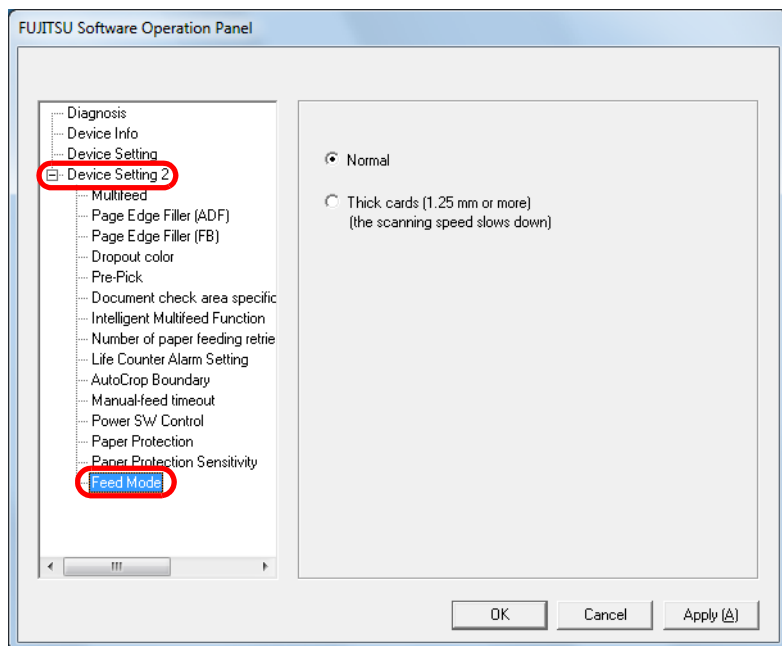 FUJITSU Software Operation Panel
Diagnosis
Device Info
Device Setting
Device Setting 2
Multifeed
Page Edge Filler (ADF)
Page Edge Filler (FB)
Dropout color
Pre-Pick
Document check area specific
Intelligent Multifeed Function
Number of paper feeding retrie
Life Counter Alarm Setting
AutoCrop Boundary
Manual-feed timeout
Power SW Control
Paper Protection
Paper Protection Sensitivity
Feed Mode
Normal
Thick cards (1.25 mm or more)
(the scanning speed slows down)
OK Cancel Apply (A)